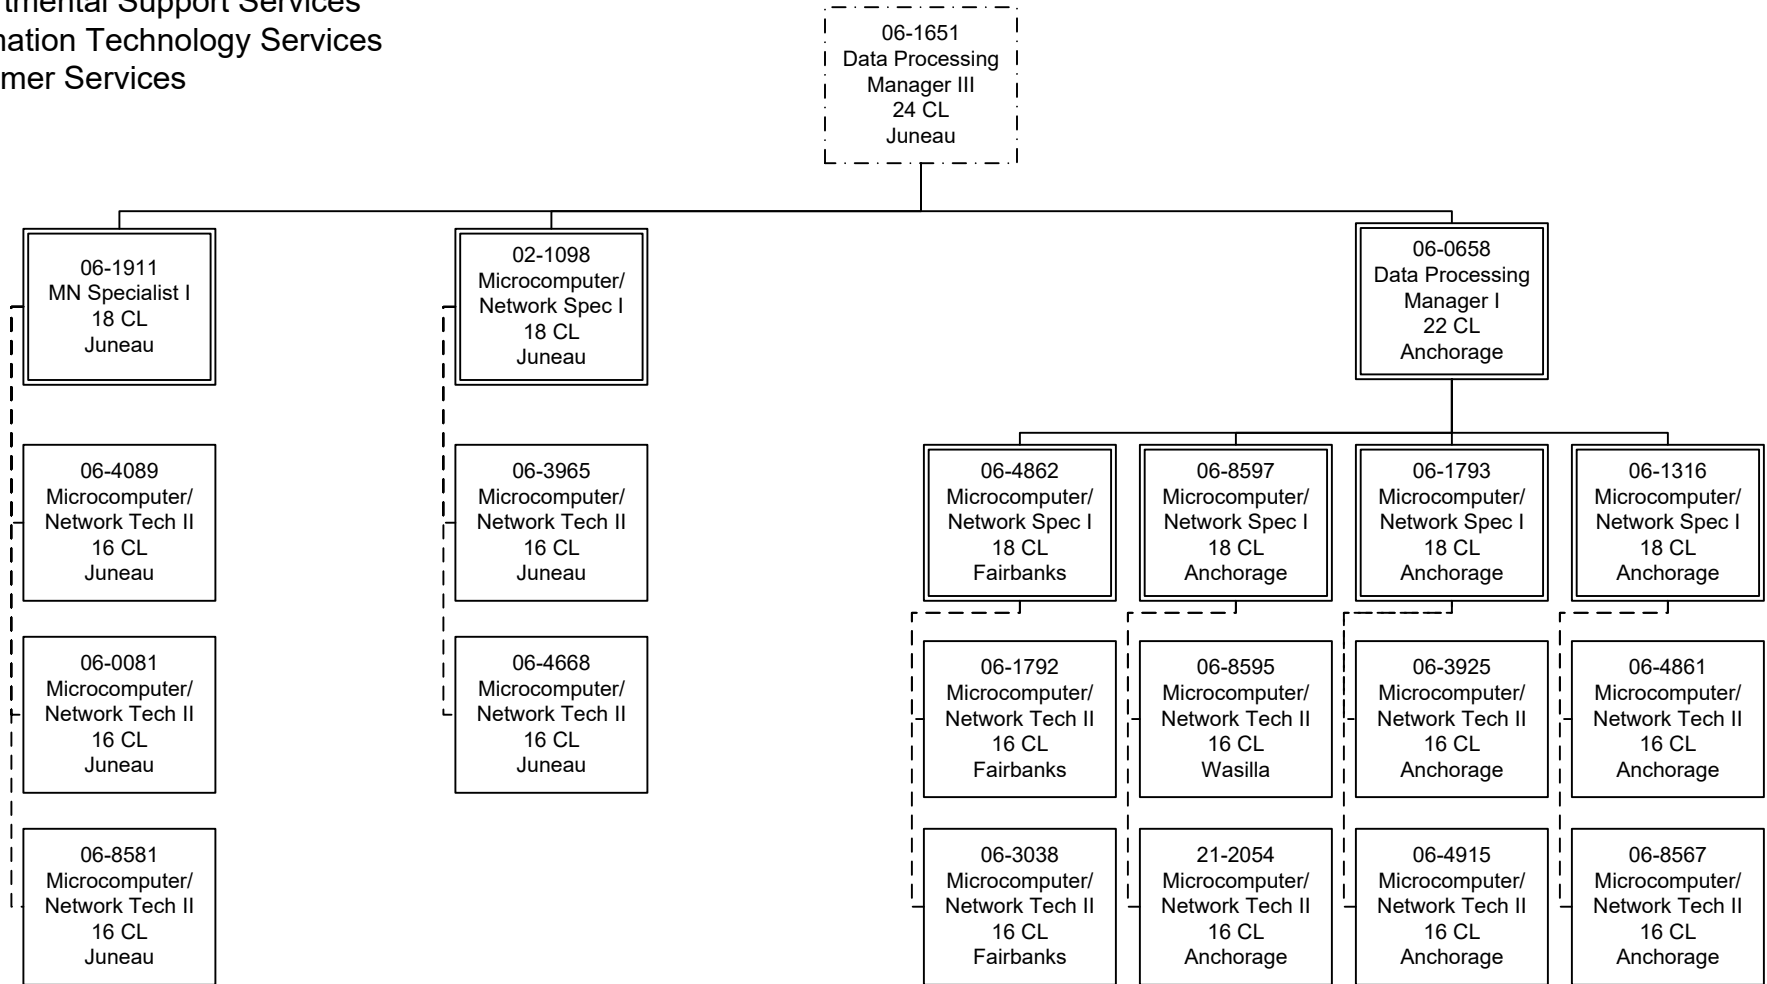 Support Services
Technology Services
Services
06-1651
Data Processing
Manager III
24 CL
Juneau
06-1911
MN Specialist I
18 CL
Juneau
02-1098
Microcomputer/
Network Spec I
18 CL
Juneau
06-0658
Data Processing
Manager I
22 CL
Anchorage
06-4089
Microcomputer/
Network Tech II
16 CL
Juneau
06-3965
Microcomputer/
Network Tech II
16 CL
Juneau
06-4862
Microcomputer/
Network Spec I
18 CL
Fairbanks
06-8597
Microcomputer/
Network Spec I
18 CL
Anchorage
06-1793
Microcomputer/
Network Spec I
18 CL
Anchorage
06-1316
Microcomputer/
Network Spec I
18 CL
Anchorage
06-0081
Microcomputer/
Network Tech II
16 CL
Juneau
06-4668
Microcomputer/
Network Tech II
16 CL
Juneau
06-1792
Microcomputer/
Network Tech II
16 CL
Fairbanks
06-8595
Microcomputer/
Network Tech II
16 CL
Wasilla
06-3925
Microcomputer/
Network Tech II
16 CL
Anchorage
06-4861
Microcomputer/
Network Tech II
16 CL
Anchorage
06-8581
Microcomputer/
Network Tech II
16 CL
Juneau
06-3038
Microcomputer/
Network Tech II
16 CL
Fairbanks
21-2054
Microcomputer/
Network Tech II
16 CL
Anchorage
06-4915
Microcomputer/
Network Tech II
16 CL
Anchorage
06-8567
Microcomputer/
Network Tech II
16 CL
Anchorage